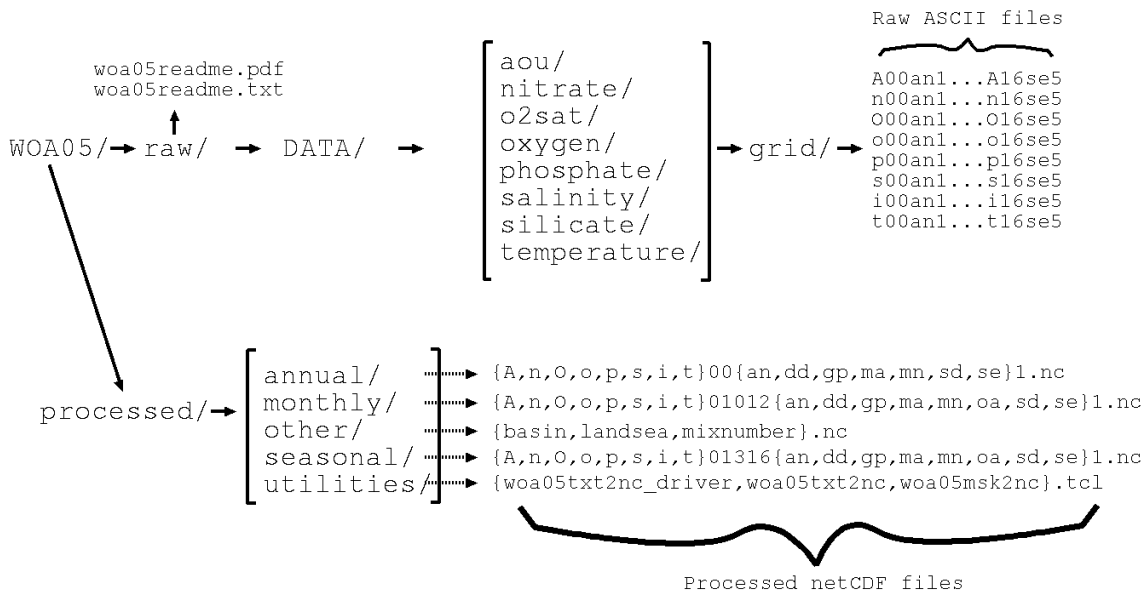 Raw ASCII files
woa05readme.pdf
woa05readme.txt
WOA05/ raw/ DATA/
aou/
nitrate/
o2sat/
oxygen/
phosphate/
salinity/
silicate/
temperature/
grid/
A00an1...A16se5
n00an1...n16se5
O00an1...O16se5
o00an1...o16se5
p00an1...p16se5
s00an1...s16se5
i00an1...i16se5
t00an1...t16se5
processed/
annual/ {A,n,O,o,p,s,i,t}00{an,dd,gp,ma,mn,sd,se}1.nc
monthly/ {A,n,O,o,p,s,i,t}01012{an,dd,gp,ma,mn,oa,sd,se}1.nc
other/ {basin,landsea,mixnumber}.nc
seasonal/ {A,n,O,o,p,s,i,t}01316{an,dd,gp,ma,mn,oa,sd,se}1.nc
utilities/ {woa05txt2nc_driver,woa05txt2nc,woa05msk2nc}.tcl
Processed netCDF files